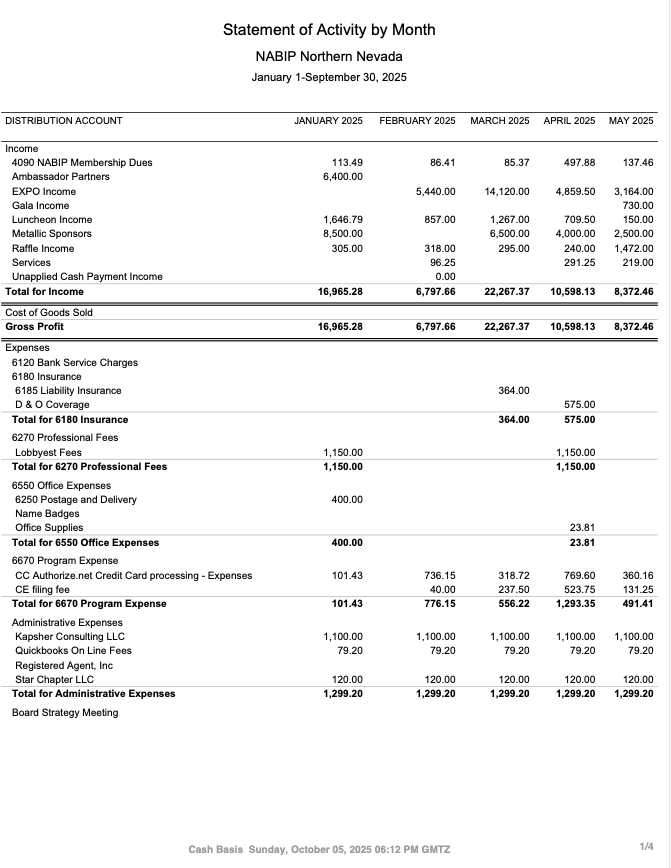 Statement of Activity by Month
NABIP Northern Nevada
January 1-September 30, 2025
DISTRIBUTION ACCOUNT JANUARY 2025 FEBRUARY 2025 MARCH 2025 APRIL 2025 MAY 2025
Income
4090 NABIP Membership Dues 113.49 86.41 85.37 497.88 137.46
Ambassador Partners 6,400.00
EXPO Income 5,440.00 14,120.00 4,859.50 3,164.00
Gala Income 730.00
Luncheon Income 1,646.79 857.00 1,267.00 709.50 150.00
Metallic Sponsors 8,500.00 6,500.00 4,000.00 2,500.00
Raffle Income 305.00 318.00 295.00 240.00 1,472.00
Services 96.25 291.25 219.00
Unapplied Cash Payment Income 0.00
Total for Income 16,965.28 6,797.66 22,267.37 10,598.13 8,372.46
Cost of Goods Sold
Gross Profit 16,965.28 6,797.66 22,267.37 10,598.13 8,372.46
Expenses
6120 Bank Service Charges
6180 Insurance
6185 Liability Insurance 364.00
D & O Coverage 575.00
Total for 6180 Insurance 364.00 575.00
6270 Professional Fees
Lobbyest Fees 1,150.00 1,150.00
Total for 6270 Professional Fees 1,150.00 1,150.00
6550 Office Expenses
6250 Postage and Delivery 400.00
Name Badges
Office Supplies 23.81
Total for 6550 Office Expenses 400.00 23.81
6670 Program Expense
CC Authorize.net Credit Card processing - Expenses 101.43 736.15 318.72 769.60 360.16
CE filing fee 40.00 237.50 523.75 131.25
Total for 6670 Program Expense 101.43 776.15 556.22 1,293.35 491.41
Administrative Expenses
Kapsher Consulting LLC 1,100.00 1,100.00 1,100.00 1,100.00 1,100.00
Quickbooks On Line Fees 79.20 79.20 79.20 79.20 79.20
Registered Agent, Inc
Star Chapter LLC 120.00 120.00 120.00 120.00 120.00
Total for Administrative Expenses 1,299.20 1,299.20 1,299.20 1,299.20 1,299.20
Board Strategy Meeting
Cash Basis Sunday, October 05, 2025 06:12 PM GMTZ 1/4